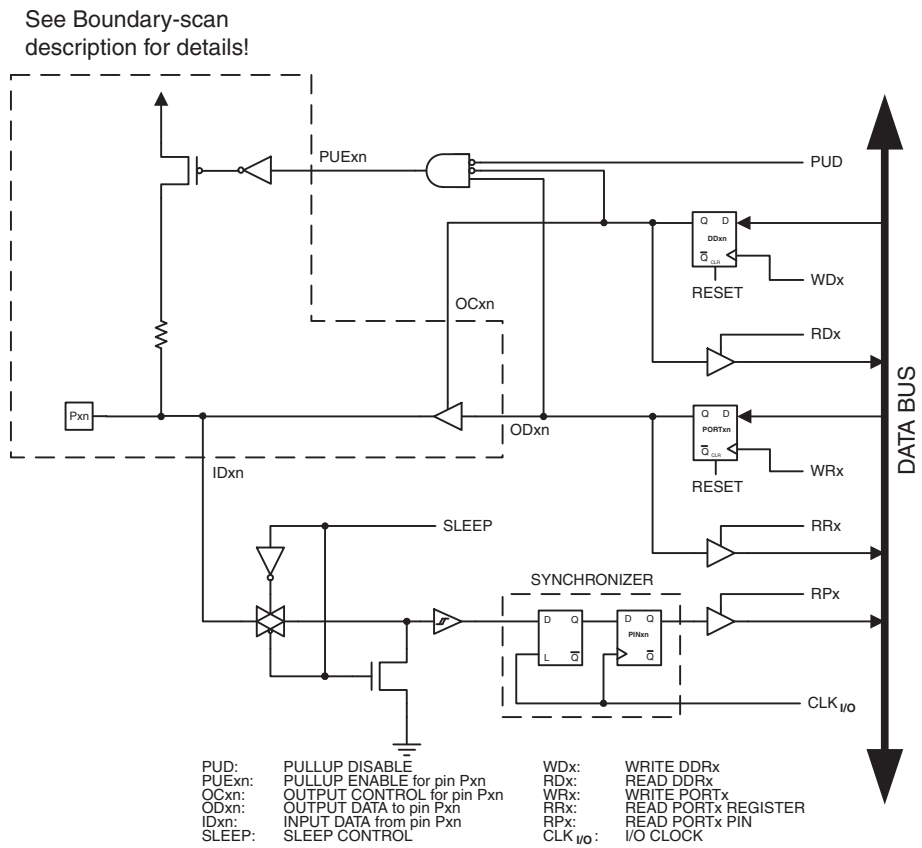 See Boundary-scan
description for details!
PUExn
PUD
Q D
DDxn
Q CLR
WDx
RESET
OCxn
RDx
Pxn
ODxn
Q D
PORTxn
Q CLR
WRx
RESET
IDxn
SLEEP
RRx
SYNCHRONIZER
RPx
D Q
L Q
D Q
PINxn
Q
CLK I/O
DATA BUS
PUD: PULLUP DISABLE
PUExn: PULLUP ENABLE for pin Pxn
OCxn: OUTPUT CONTROL for pin Pxn
ODxn: OUTPUT DATA to pin Pxn
IDxn: INPUT DATA from pin Pxn
SLEEP: SLEEP CONTROL
WDx: WRITE DDRx
RDx: READ DDRx
WRx: WRITE PORTx
RRx: READ PORTx REGISTER
RPx: READ PORTx PIN
CLK I/O: I/O CLOCK